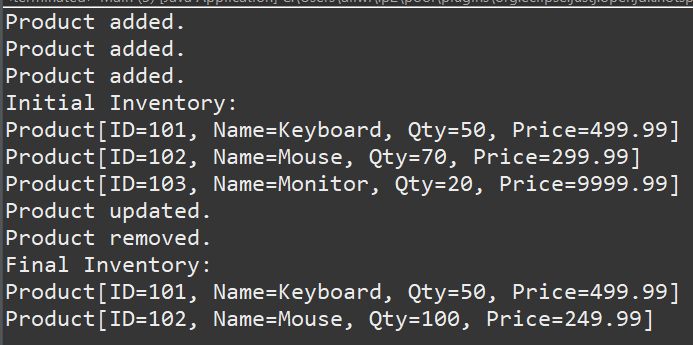 Product added.
Product added.
Product added.
Initial Inventory:
Product[ID=101, Name=Keyboard, Qty=50, Price=499.99]
Product[ID=102, Name=Mouse, Qty=70, Price=299.99]
Product[ID=103, Name=Monitor, Qty=20, Price=9999.99]
Product updated.
Product removed.
Final Inventory:
Product[ID=101, Name=Keyboard, Qty=50, Price=499.99]
Product[ID=102, Name=Mouse, Qty=100, Price=249.99]